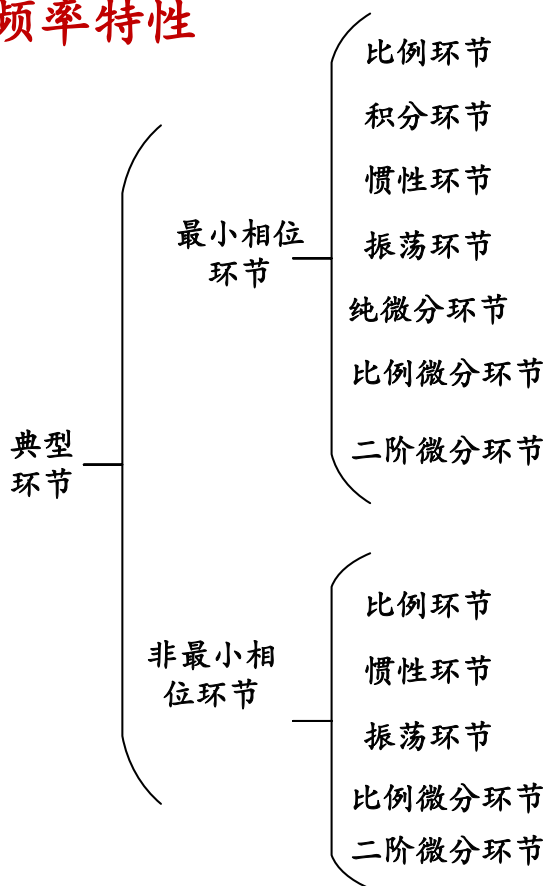 频率特性
比例环节
积分环节
惯性环节
最小相位
环节
振荡环节
纯微分环节
比例微分环节
二阶微分环节
典型
环节
非最小相
位环节
比例环节
惯性环节
振荡环节
比例微分环节
二阶微分环节